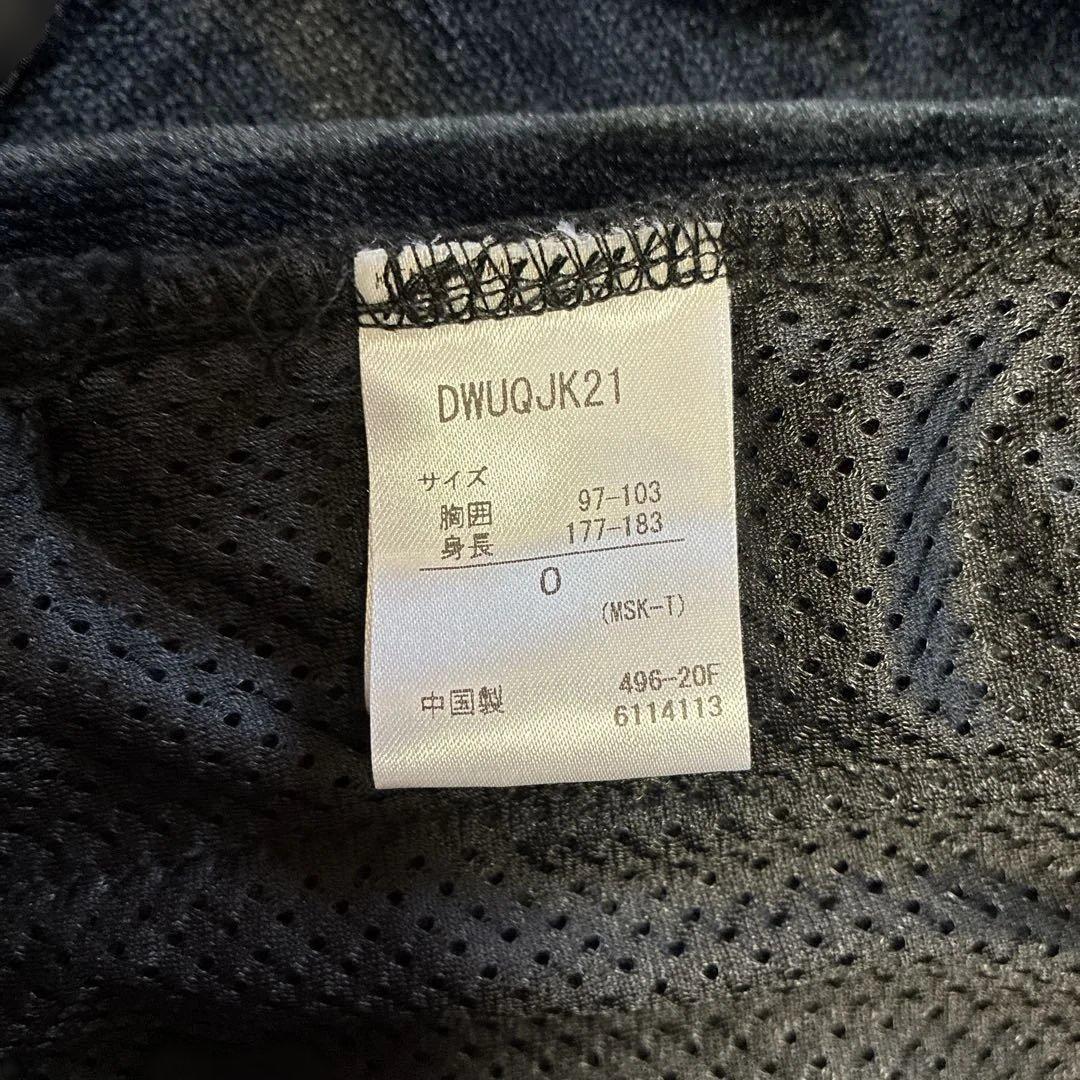 DWUQJK21
サイズ
胸囲 97-103
身長 177-183
O
(MSK-T)
496-20F
中国製 6114113